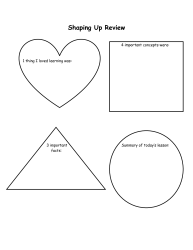 Shaping Up Review
1 thing I loved learning was:
4 important concepts were:
3 important
facts:
Summary of today's lesson